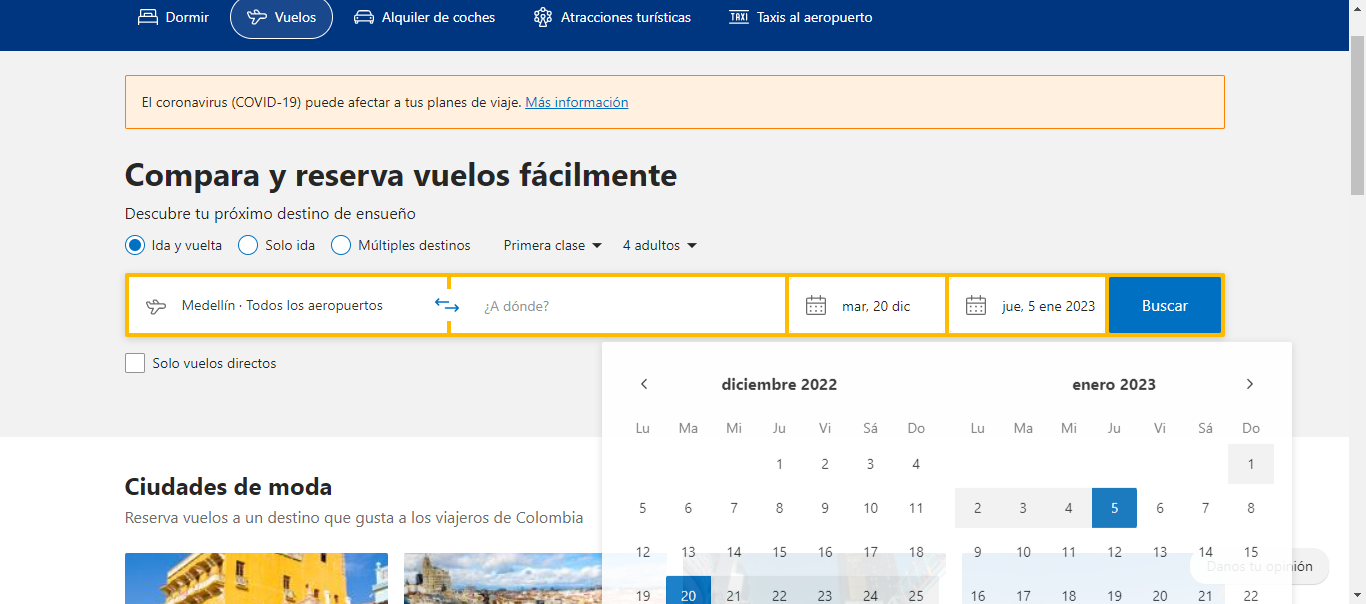 Dormir Vuelos Alquiler de coches Atracciones turísticas TAXI Taxis al aeropuerto
El coronavirus (COVID-19) puede afectar a tus planes de viaje. Más información
Compara y reserva vuelos fácilmente
Descubre tu próximo destino de ensueño
Ida y vuelta Solo ida Múltiples destinos Primera clase 4 adultos
Medellín · Todos los aeropuertos ¿A dónde? mar, 20 dic jue, 5 ene 2023 Buscar
Solo vuelos directos
diciembre 2022 enero 2023
Lu Ma Mi Ju Vi Sá Do Lu Ma Mi Ju Vi Sá Do
1 2 3 4 1
Ciudades de moda
5 6 7 8 9 10 11 2 3 4 5 6 7 8
Reserva vuelos a un destino que gusta a los viajeros de Colombia
12 13 14 15 16 17 18 9 10 11 12 13 14 15
Danos tu opinión
19 20 21 22 23 24 25 16 17 18 19 20 21 22